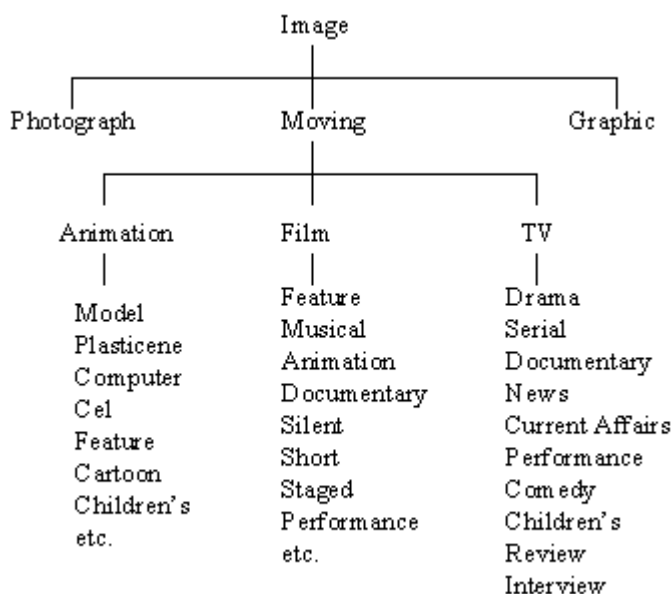 Image
Photograph Moving Graphic
Animation Film TV
Model
Plasticene
Computer
Cel
Feature
Cartoon
Children's
etc.
Feature
Musical
Animation
Documentary
Silent
Short
Staged
Performance
etc.
Drama
Serial
Documentary
News
Current Affairs
Performance
Comedy
Children's
Review
Interview